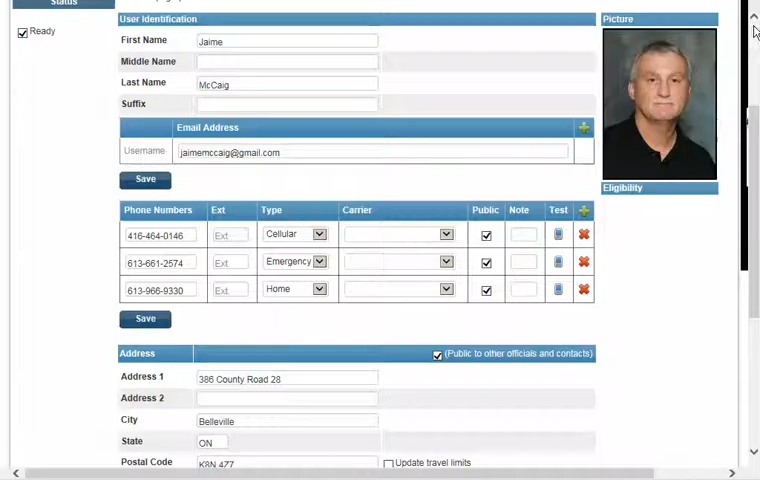 Status
Ready
User Identification
Picture
First Name Jaime
Middle Name
Last Name McCaig
Suffix
Email Address
Username jaimemccaig@gmail.com
Save
Eligibility
Phone Numbers Ext Type Carrier Public Note Test
416-464-0146 Ext Cellular
613-661-2574 Ext Emergency
613-966-9330 Ext Home
Save
Address (Public to other officials and contacts)
Address 1 386 County Road 28
Address 2
City Belleville
State ON
Postal Code K8N 4Z7 Update travel limits